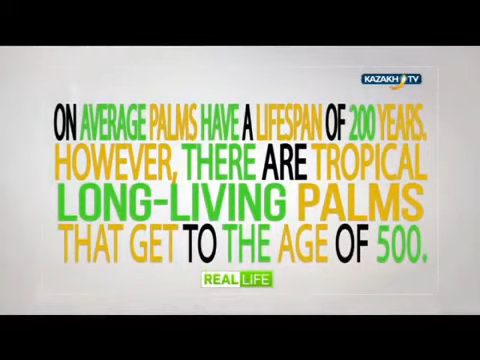 KAZAKH TV
ON AVERAGE PALMS HAVE A LIFESPAN OF 200 YEARS.
HOWEVER, THERE ARE TROPICAL
LONG-LIVING PALMS
THAT GET TO THE AGE OF 500.
REAL LIFE